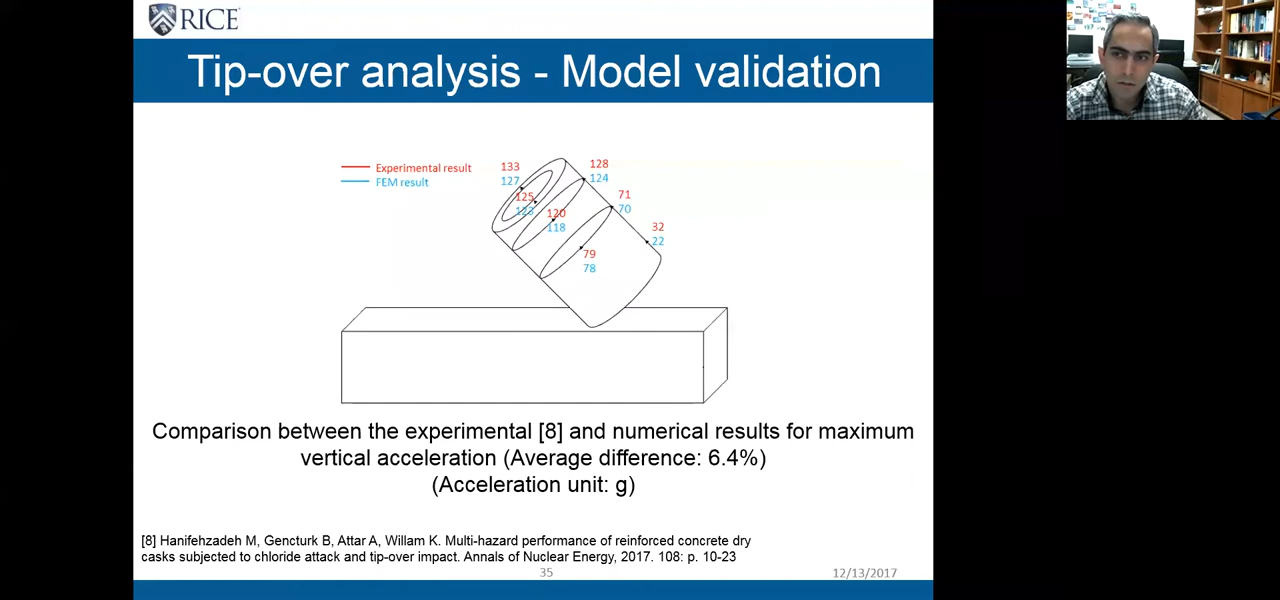 RICE
Tip-over analysis - Model validation
Experimental result
FEM result
133
127
128
124
125
123
120
118
71
70
32
22
79
78
Comparison between the experimental [8] and numerical results for maximum
vertical acceleration (Average difference: 6.4%)
(Acceleration unit: g)
[8] Hanifehzadeh M, Gencturk B, Attar A, Willam K. Multi-hazard performance of reinforced concrete dry
casks subjected to chloride attack and tip-over impact. Annals of Nuclear Energy, 2017. 108: p. 10-23
35
12/13/2017